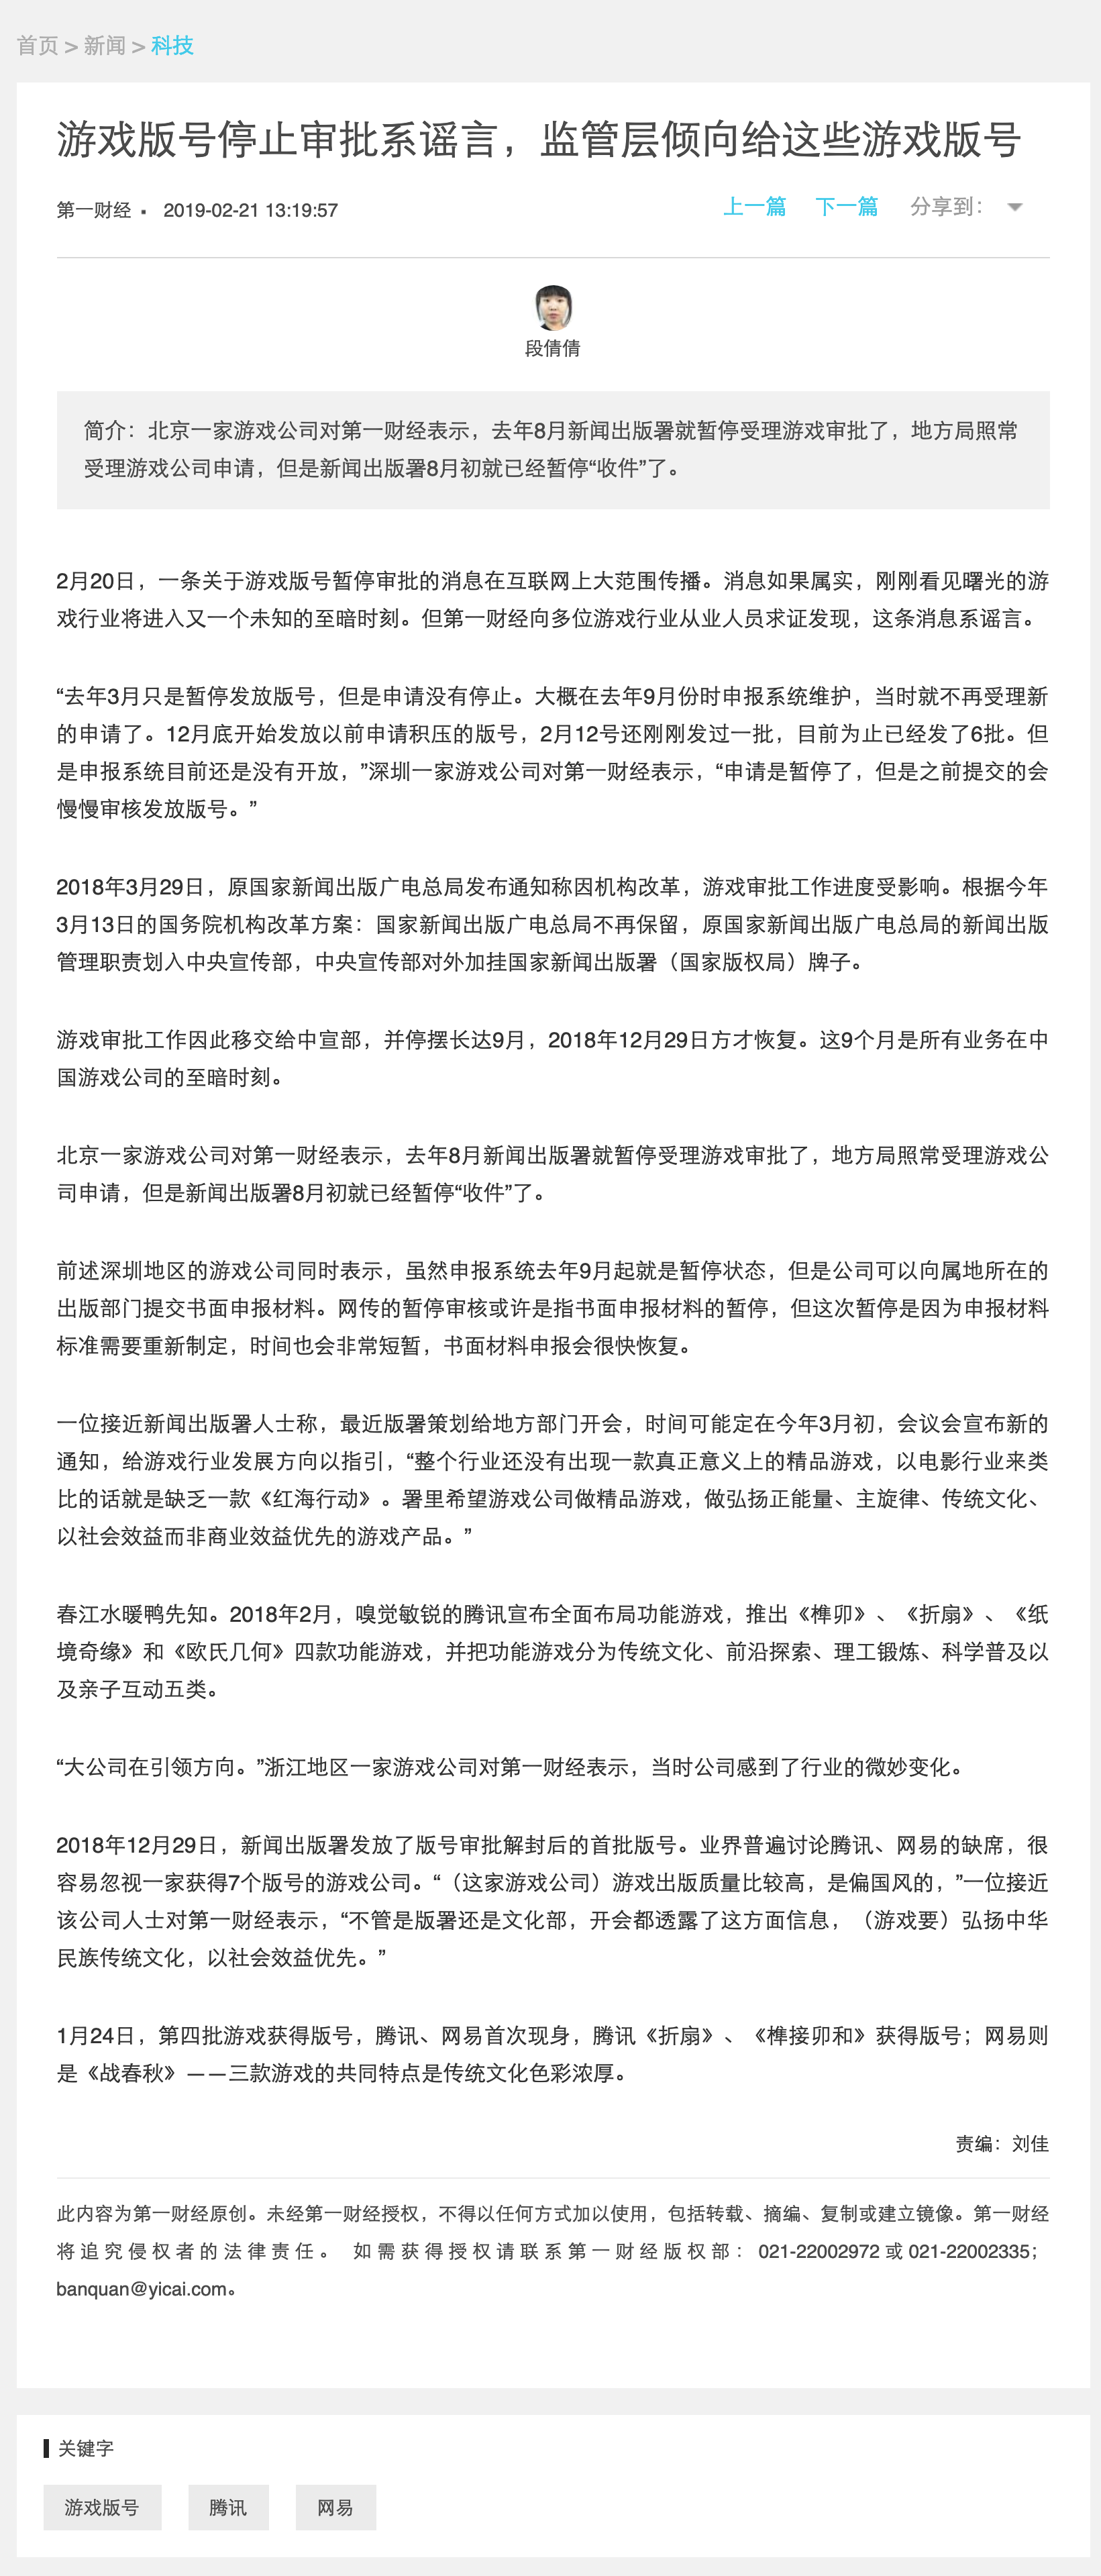 首页 > 新闻 > 科技
游戏版号停止审批系谣言，监管层倾向给这些游戏版号
第一财经 ▪ 2019-02-21 13:19:57
上一篇 下一篇 分享到：
段倩倩
简介：北京一家游戏公司对第一财经表示，去年8月新闻出版署就暂停受理游戏审批了，地方局照常
受理游戏公司申请，但是新闻出版署8月初就已经暂停“收件”了。
2月20日，一条关于游戏版号暂停审批的消息在互联网上大范围传播。消息如果属实，刚刚看见曙光的游
戏行业将进入又一个未知的至暗时刻。但第一财经向多位游戏行业从业人员求证发现，这条消息系谣言。
“去年3月只是暂停发放版号，但是申请没有停止。大概在去年9月份时申报系统维护，当时就不再受理新
的申请了。12月底开始发放以前申请积压的版号，2月12号还刚刚发过一批，目前为止已经发了6批。但
是申报系统目前还是没有开放，”深圳一家游戏公司对第一财经表示，“申请是暂停了，但是之前提交的会
慢慢审核发放版号。”
2018年3月29日，原国家新闻出版广电总局发布通知称因机构改革，游戏审批工作进度受影响。根据今年
3月13日的国务院机构改革方案：国家新闻出版广电总局不再保留，原国家新闻出版广电总局的新闻出版
管理职责划入中央宣传部，中央宣传部对外加挂国家新闻出版署（国家版权局）牌子。
游戏审批工作因此移交给中宣部，并停摆长达9月，2018年12月29日方才恢复。这9个月是所有业务在中
国游戏公司的至暗时刻。
北京一家游戏公司对第一财经表示，去年8月新闻出版署就暂停受理游戏审批了，地方局照常受理游戏公
司申请，但是新闻出版署8月初就已经暂停“收件”了。
前述深圳地区的游戏公司同时表示，虽然申报系统去年9月起就是暂停状态，但是公司可以向属地所在的
出版部门提交书面申报材料。网传的暂停审核或许是指书面申报材料的暂停，但这次暂停是因为申报材料
标准需要重新制定，时间也会非常短暂，书面材料申报会很快恢复。
一位接近新闻出版署人士称，最近版署策划给地方部门开会，时间可能定在今年3月初，会议会宣布新的
通知，给游戏行业发展方向以指引，“整个行业还没有出现一款真正意义上的精品游戏，以电影行业来类
比的话就是缺乏一款《红海行动》。署里希望游戏公司做精品游戏，做弘扬正能量、主旋律、传统文化、
以社会效益而非商业效益优先的游戏产品。”
春江水暖鸭先知。2018年2月，嗅觉敏锐的腾讯宣布全面布局功能游戏，推出《榫卯》、《折扇》、《纸
境奇缘》和《欧氏几何》四款功能游戏，并把功能游戏分为传统文化、前沿探索、理工锻炼、科学普及以
及亲子互动五类。
“大公司在引领方向。”浙江地区一家游戏公司对第一财经表示，当时公司感到了行业的微妙变化。
2018年12月29日，新闻出版署发放了版号审批解封后的首批版号。业界普遍讨论腾讯、网易的缺席，很
容易忽视一家获得7个版号的游戏公司。“（这家游戏公司）游戏出版质量比较高，是偏国风的，”一位接近
该公司人士对第一财经表示，“不管是版署还是文化部，开会都透露了这方面信息，（游戏要）弘扬中华
民族传统文化，以社会效益优先。”
1月24日，第四批游戏获得版号，腾讯、网易首次现身，腾讯《折扇》、《榫接卯和》获得版号；网易则
是《战春秋》——三款游戏的共同特点是传统文化色彩浓厚。
责编：刘佳
此内容为第一财经原创。未经第一财经授权，不得以任何方式加以使用，包括转载、摘编、复制或建立镜像。第一财经
将追究侵权者的法律责任。 如需获得授权请联系第一财经版权部：021-22002972 或 021-22002335；
banquan@yicai.com。
关键字
游戏版号 腾讯 网易